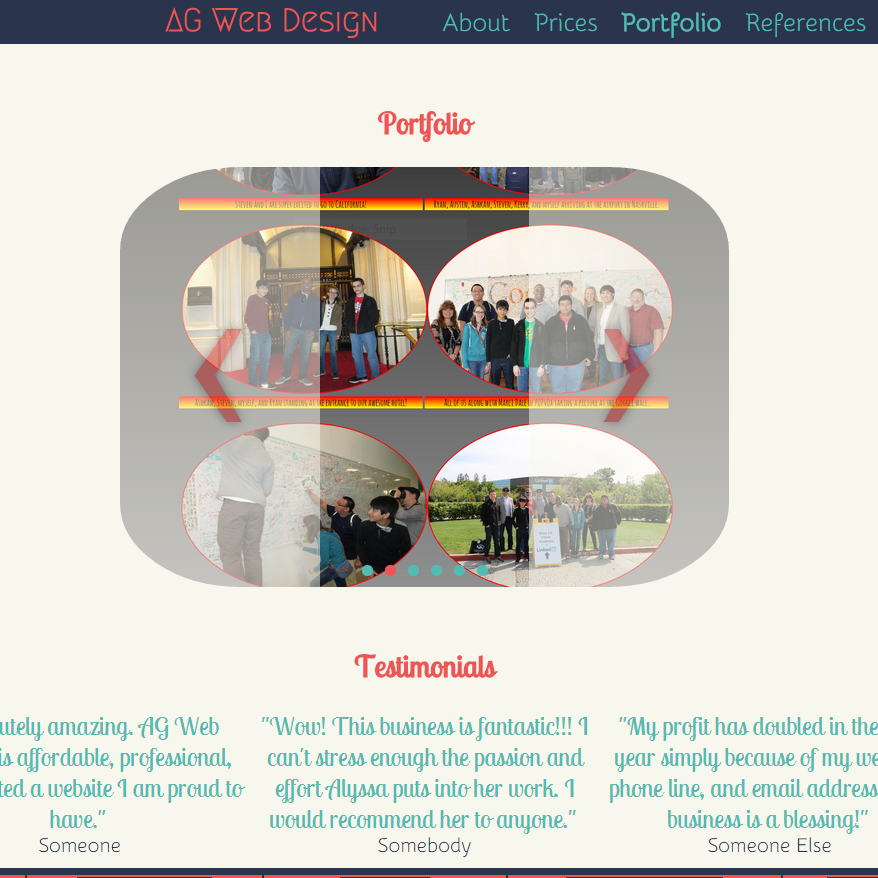 AG Web Design
About Prices Portfolio References
Portfolio
Steven and I are super excited to go to California!
Ryan, Austin, Ashkan, Steven, Kerry, and myself arriving at the airport in Nashville.
Snip
Google
Ashkan, Steven, myself, and Ryan standing at the entrance to our awesome hotel!
All of us along with Marci Dale of taking a picture at the Google wall.
LinkedIn
Testimonials
utely amazing. AG Web
is affordable, professional,
ted a website I am proud to
have."
Someone
"Wow! This business is fantastic!!! I
can't stress enough the passion and
effort Alyssa puts into her work. I
would recommend her to anyone."
Somebody
"My profit has doubled in the
year simply because of my we
phone line, and email address
business is a blessing!"
Someone Else